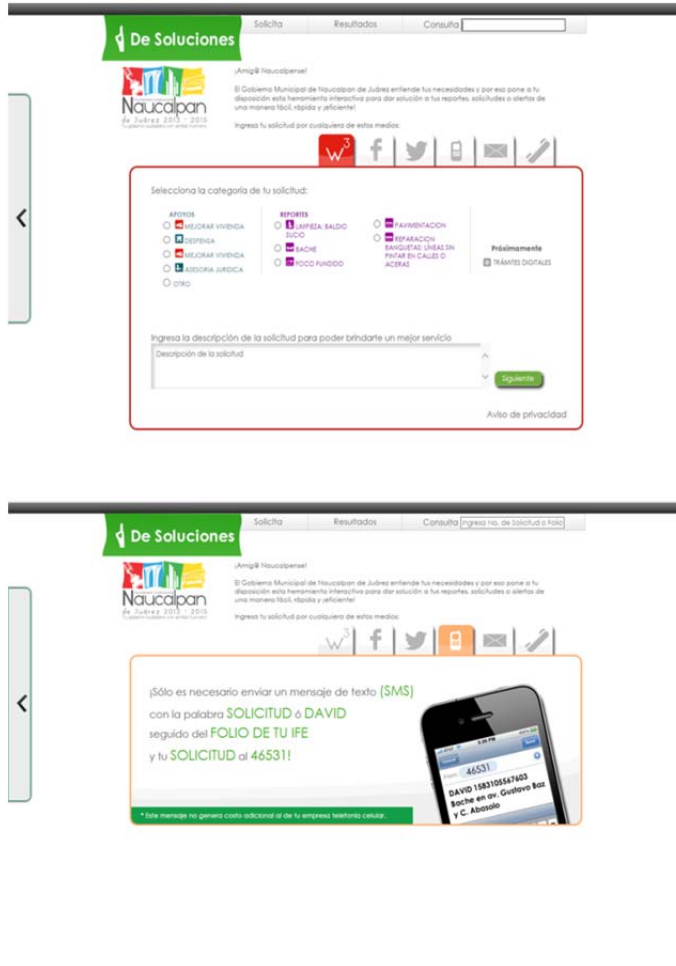 De Soluciones
Solicita Resultados Consulta
¡Amig@ Naucalpense!
El Gobierno Municipal de Naucalpan de Juárez entiende tus necesidades y por eso pone a tu
disposición esta herramienta interactiva para dar solución a tus reportes, solicitudes o alertas de
una manera fácil, rápida y ¡eficiente!
Naucalpan
de Juárez 2013 - 2015
Ingresa tu solicitud por cualquiera de estos medios:
W3
Selecciona la categoría de tu solicitud:
APOYOS
MEJORAR VIVIENDA
DESPENSA
MEJORAR VIVIENDA
ASESORIA JURIDICA
OTRO
REPORTES
LIMPIEZA: BALDIO
SUCIO
BACHE
FOCO FUNDIDO
PAVIMENTACION
REPARACION
BANQUETAS: LÍNEAS SIN
PINTAR EN CALLES O
ACERAS
Próximamente
TRÁMITES DIGITALES
Ingresa la descripción de la solicitud para poder brindarte un mejor servicio
Descripción de la solicitud
Siguiente
Aviso de privacidad
De Soluciones
Solicita Resultados Consulta Ingresa No. de Solicitud o Folio
¡Amig@ Naucalpense!
El Gobierno Municipal de Naucalpan de Juárez entiende tus necesidades y por eso pone a tu
disposición esta herramienta interactiva para dar solución a tus reportes, solicitudes o alertas de
una manera fácil, rápida y ¡eficiente!
Naucalpan
de Juárez 2013 - 2015
Ingresa tu solicitud por cualquiera de estos medios:
W3
¡Sólo es necesario enviar un mensaje de texto (SMS)
con la palabra SOLICITUD ó DAVID
seguido del FOLIO DE TU IFE
y tu SOLICITUD al 46531!
46531
DAVID 1583105567603
Bache en av. Gustavo Baz
y C. Abasolo
* Este mensaje no genera costo adicional al de tu empresa telefonía celular.